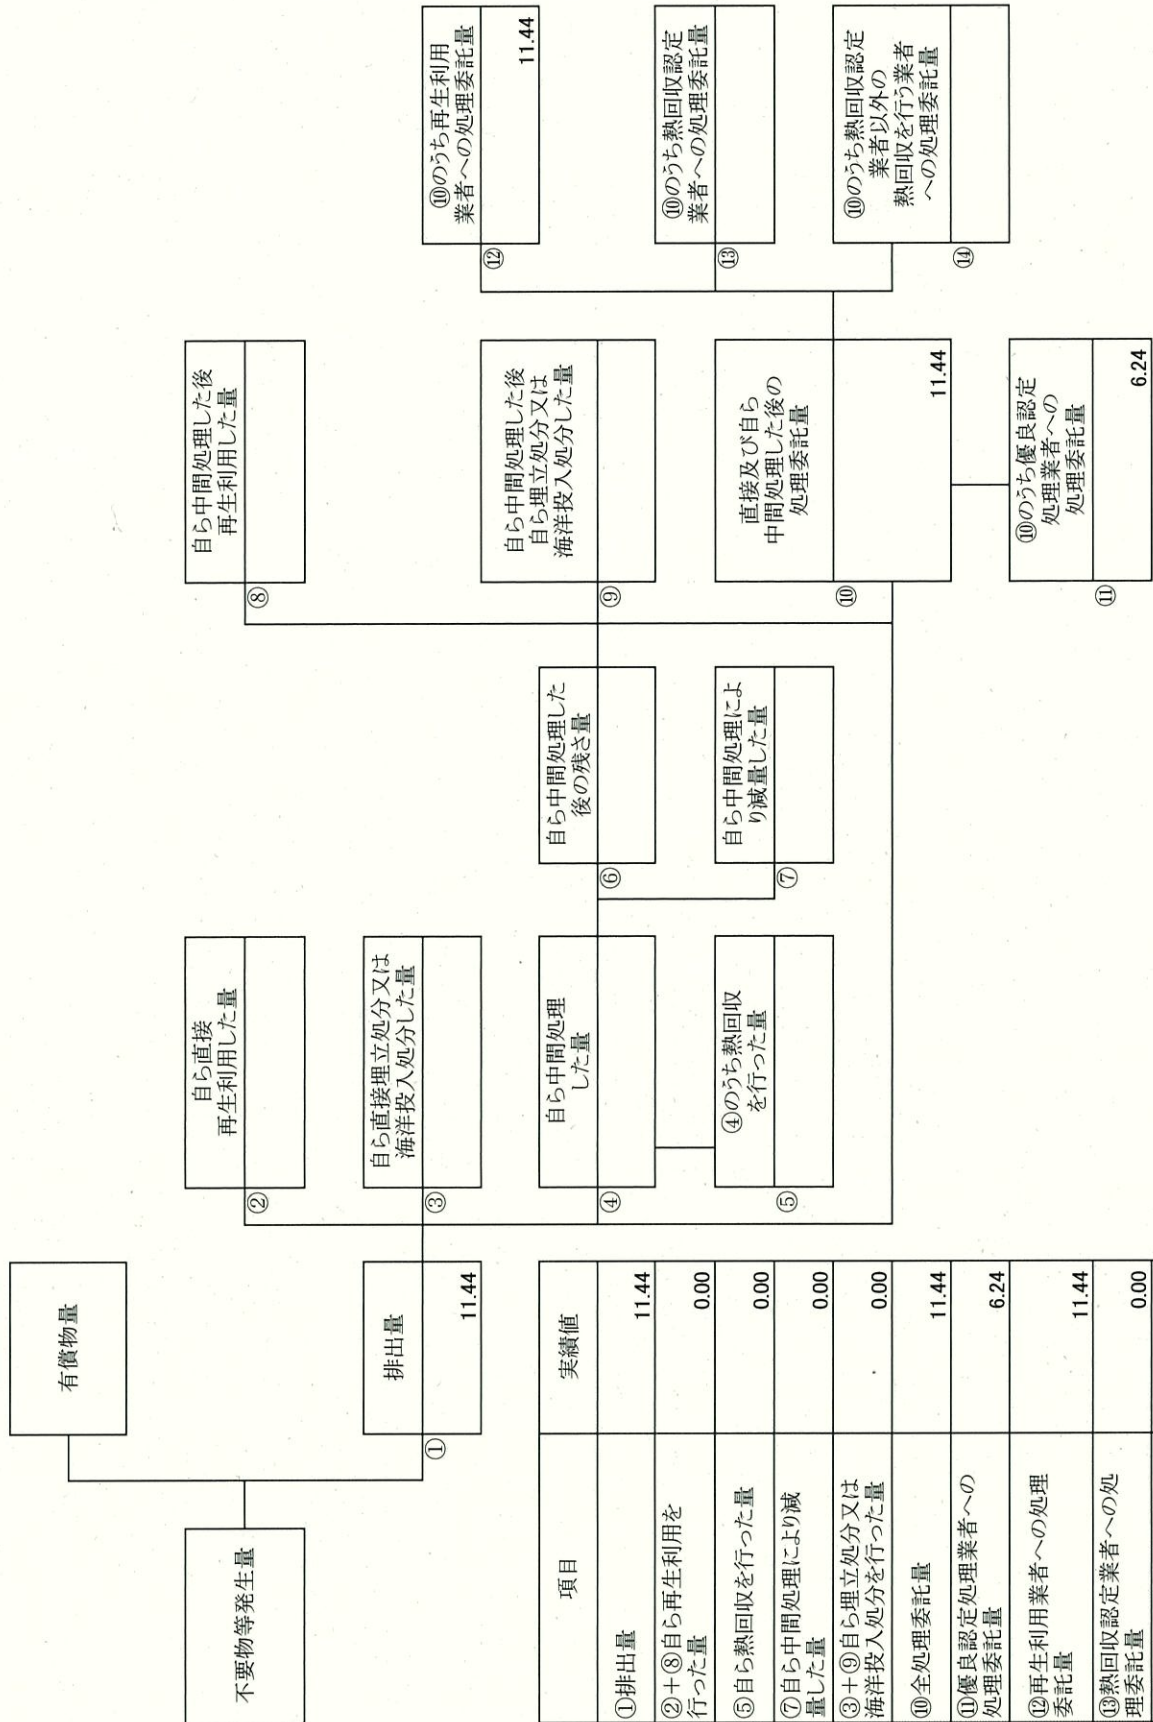 不要物等発生量
有償物量
排出量
①
11.44
自ら直接
再生利用した量
②
自ら直接埋立処分又は
海洋投入処分した量
③
自ら中間処理
した量
④
④のうち熱回収
を行った量
⑤
自ら中間処理した
後の残さ量
⑥
自ら中間処理によ
り減量した量
⑦
自ら中間処理した後
再生利用した量
⑧
自ら中間処理した後
自ら埋立処分又は
海洋投入処分した量
⑨
直接及び自ら
中間処理した後の
処理委託量
⑩
11.44
⑩のうち優良認定
処理業者への
処理委託量
⑪
6.24
⑩のうち再生利用
業者への処理委託量
⑫
11.44
⑩のうち熱回収認定
業者への処理委託量
⑬
⑩のうち熱回収認定
業者以外の
熱回収を行う業者
への処理委託量
⑭
項目 実績値
①排出量 11.44
②+⑧自ら再生利用を
行った量 0.00
⑤自ら熱回収を行った量 0.00
⑦自ら中間処理により減
量した量 0.00
③+⑨自ら埋立処分又は
海洋投入処分を行った量 0.00
⑩全処理委託量 11.44
⑪優良認定処理業者への
処理委託量 6.24
⑫再生利用業者への処理
委託量 11.44
⑬熱回収認定業者への処
理委託量 0.00